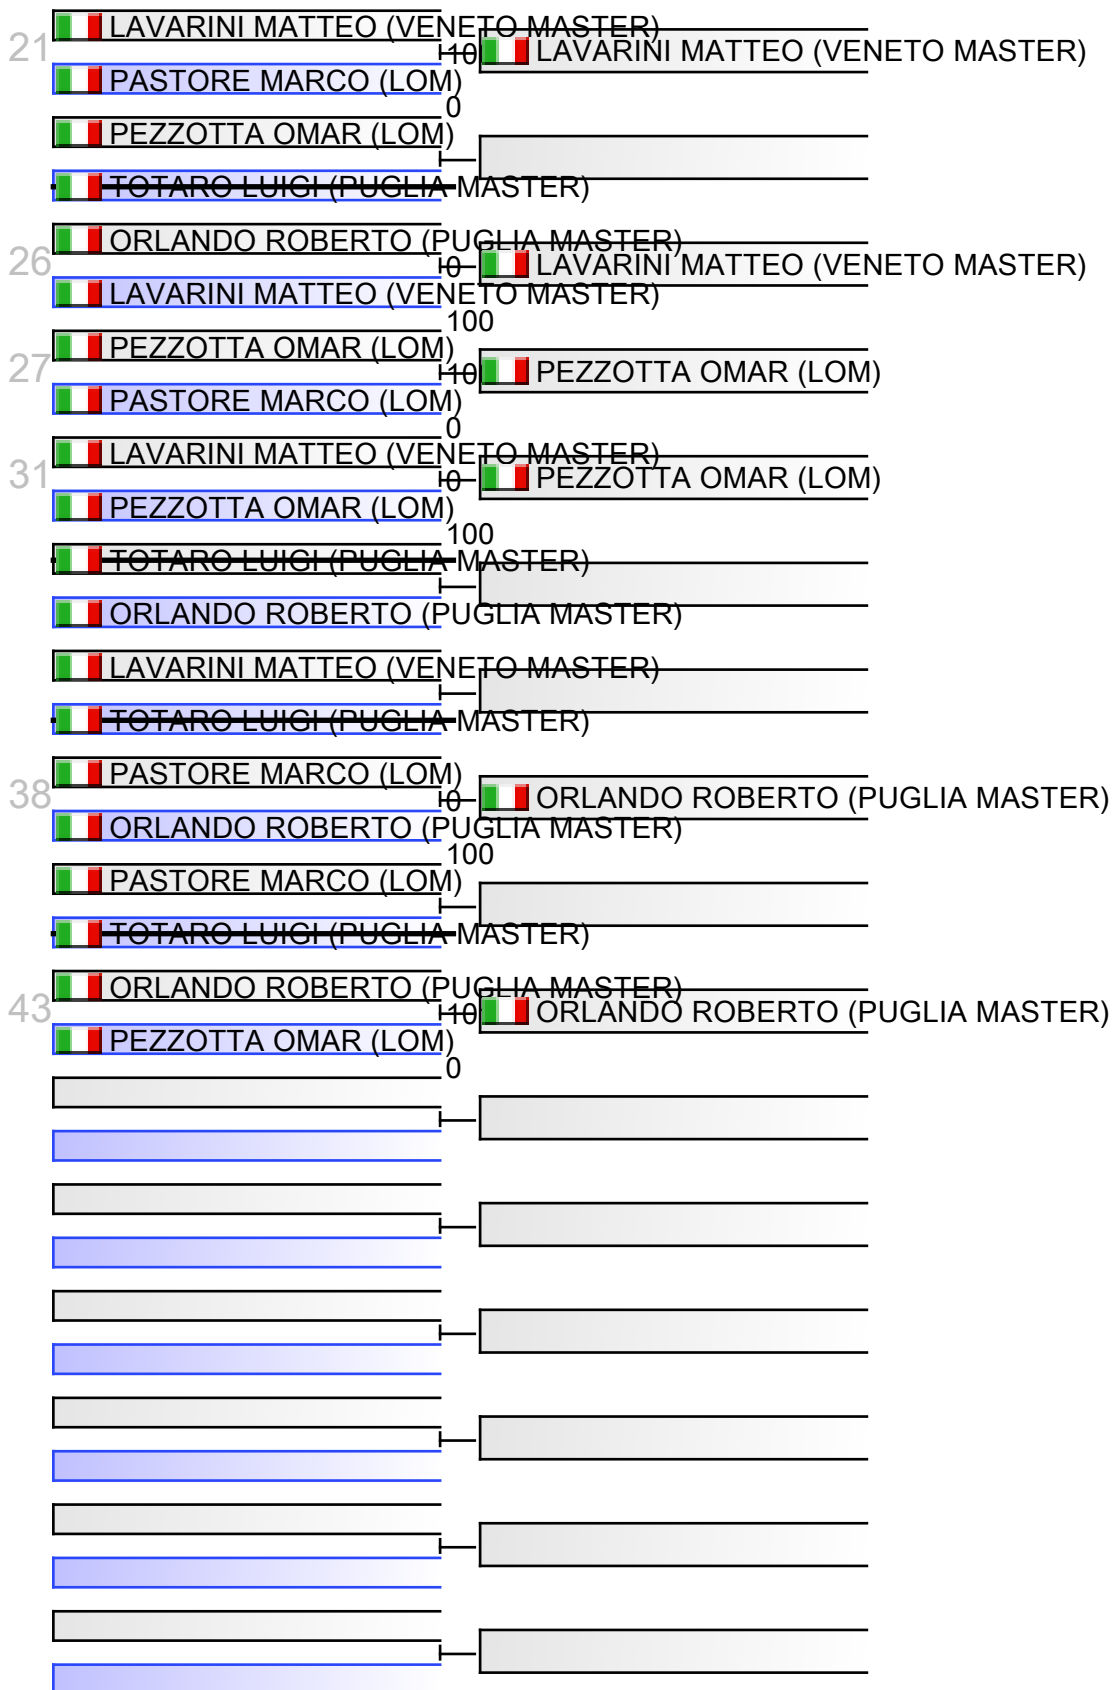 21
LAVARINI MATTEO (VENETO MASTER)
10
LAVARINI MATTEO (VENETO MASTER)
PASTORE MARCO (LOM)
0
PEZZOTTA OMAR (LOM)
TOTARO LUIGI (PUGLIA MASTER)
26
ORLANDO ROBERTO (PUGLIA MASTER)
0
LAVARINI MATTEO (VENETO MASTER)
LAVARINI MATTEO (VENETO MASTER)
100
27
PEZZOTTA OMAR (LOM)
10
PEZZOTTA OMAR (LOM)
PASTORE MARCO (LOM)
0
31
LAVARINI MATTEO (VENETO MASTER)
0
PEZZOTTA OMAR (LOM)
PEZZOTTA OMAR (LOM)
100
TOTARO LUIGI (PUGLIA MASTER)
ORLANDO ROBERTO (PUGLIA MASTER)
LAVARINI MATTEO (VENETO MASTER)
TOTARO LUIGI (PUGLIA MASTER)
38
PASTORE MARCO (LOM)
0
ORLANDO ROBERTO (PUGLIA MASTER)
ORLANDO ROBERTO (PUGLIA MASTER)
100
PASTORE MARCO (LOM)
TOTARO LUIGI (PUGLIA MASTER)
43
ORLANDO ROBERTO (PUGLIA MASTER)
10
ORLANDO ROBERTO (PUGLIA MASTER)
PEZZOTTA OMAR (LOM)
0